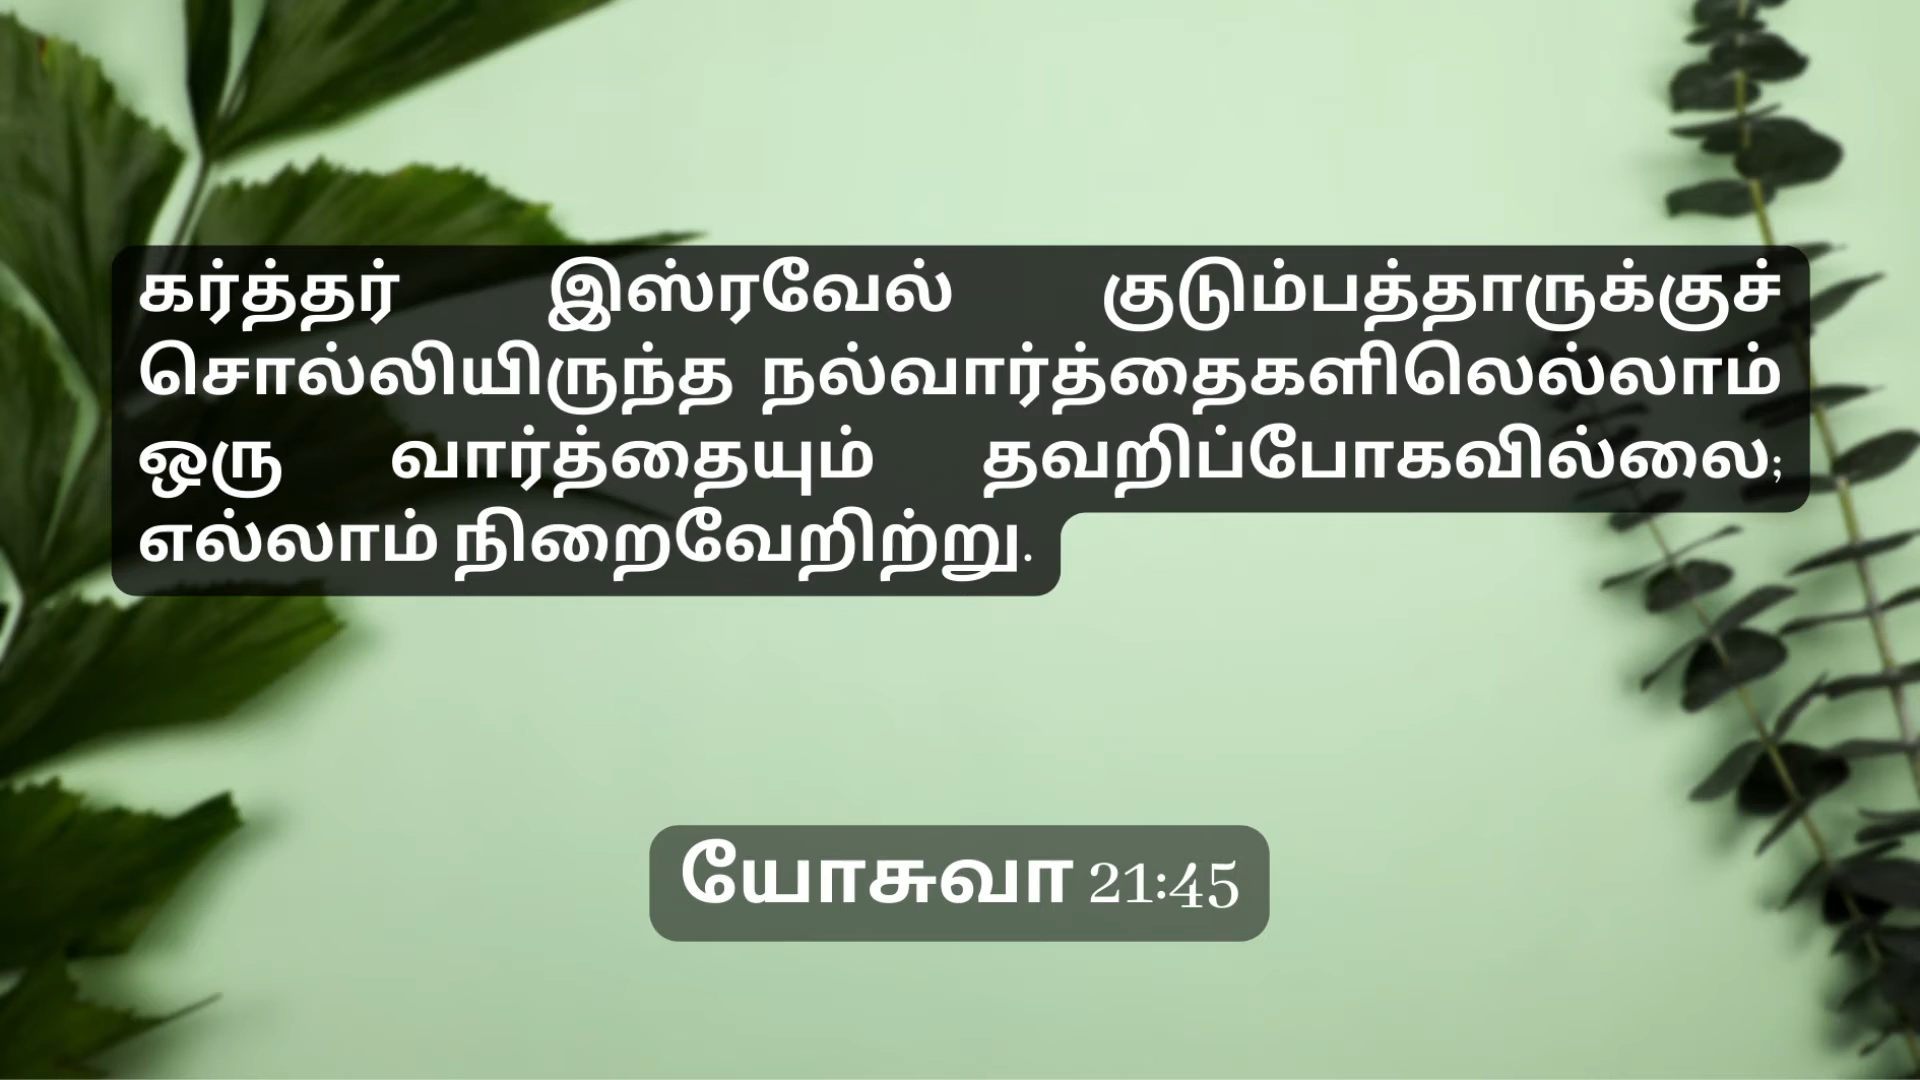 கர்த்தர் இஸ்ரவேல் குடும்பத்தாருக்குச்
சொல்லியிருந்த நல்வார்த்தைகளிலெல்லாம்
ஒரு வார்த்தையும் தவறிப்போகவில்லை;
எல்லாம் நிறைவேறிற்று.
யோசுவா 21:45